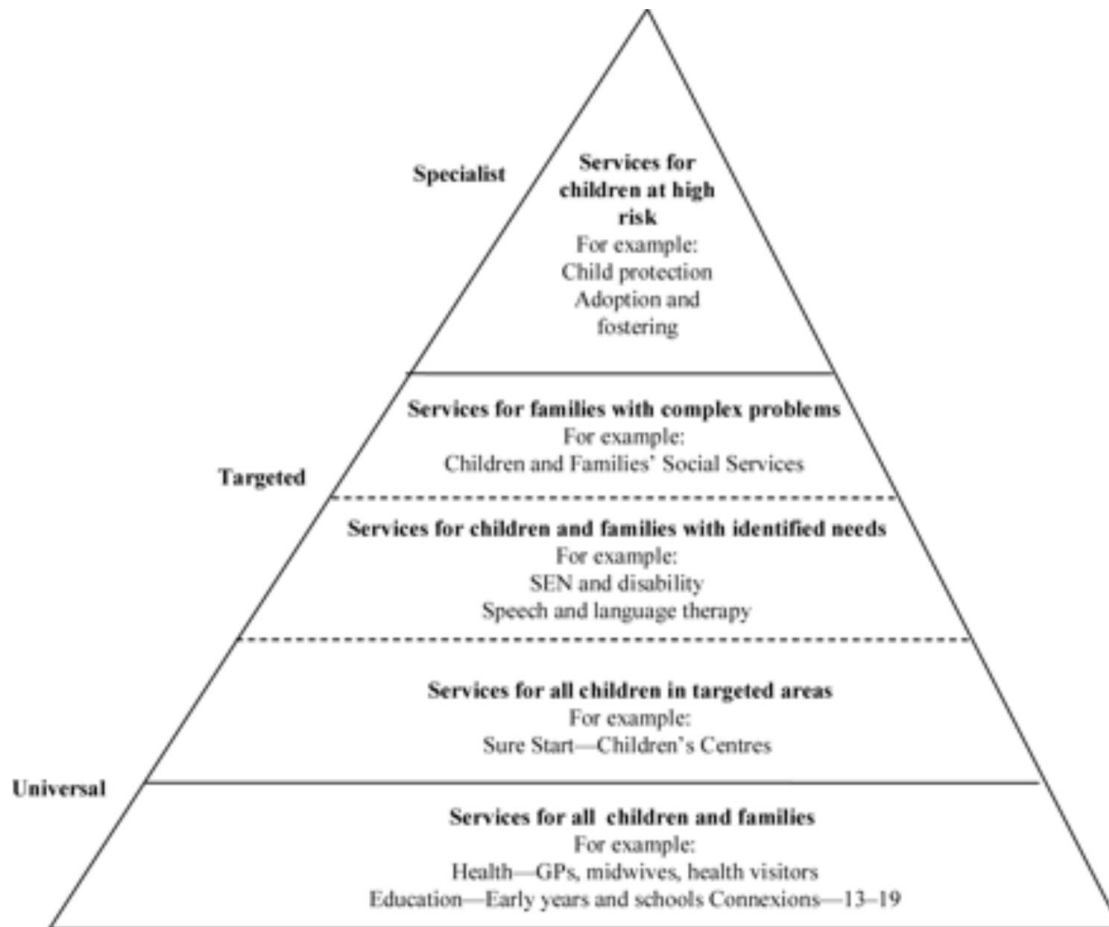 Specialist
Services for
children at high
risk
For example:
Child protection
Adoption and
fostering
Services for families with complex problems
For example:
Children and Families' Social Services
Targeted
Services for children and families with identified needs
For example:
SEN and disability
Speech and language therapy
Services for all children in targeted areas
For example:
Sure Start—Children's Centres
Universal
Services for all children and families
For example:
Health—GPs, midwives, health visitors
Education—Early years and schools Connexions—13–19